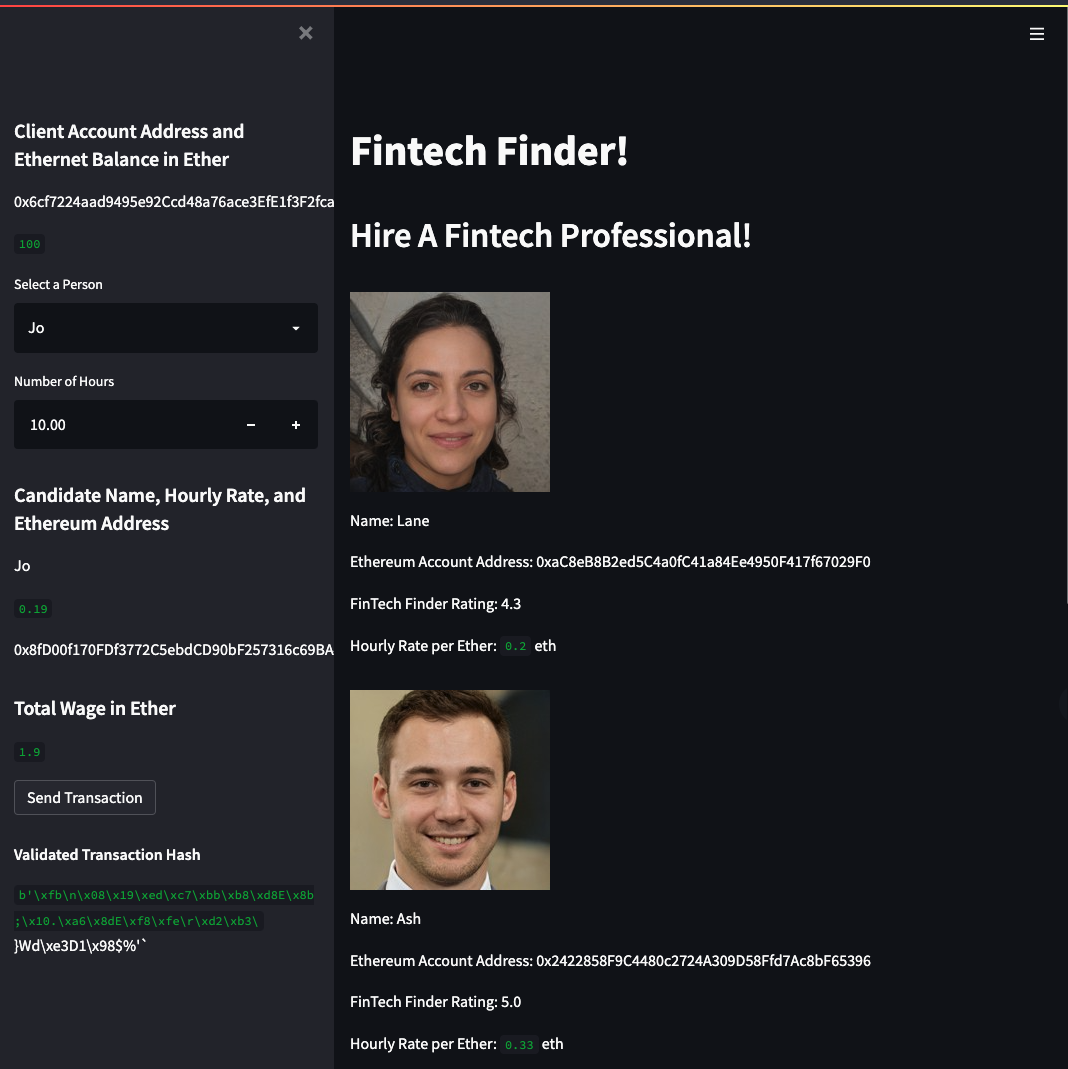 Client Account Address and
Ethernet Balance in Ether
0x6cf7224aad9495e92Ccd48a76ace3EfE1f3F2fca
100
Select a Person
Jo
Number of Hours
10.00
Candidate Name, Hourly Rate, and
Ethereum Address
Jo
0.19
0x8fD00f170FDf3772C5ebdCD90bF257316c69BA
Total Wage in Ether
1.9
Send Transaction
Validated Transaction Hash
b'\xfb\n\x08\x19\xed\xc7\xbb\xb8\xd8E\x8b
;\x10.\xa6\x8dE\xf8\xfe\r\xd2\xb3\
}Wd\xe3D1\x98$%'`
Fintech Finder!
Hire A Fintech Professional!
Name: Lane
Ethereum Account Address: 0xaC8eB8B2ed5C4a0fC41a84Ee4950F417f67029F0
FinTech Finder Rating: 4.3
Hourly Rate per Ether: 0.2 eth
Name: Ash
Ethereum Account Address: 0x2422858F9C4480c2724A309D58Ffd7Ac8bF65396
FinTech Finder Rating: 5.0
Hourly Rate per Ether: 0.33 eth